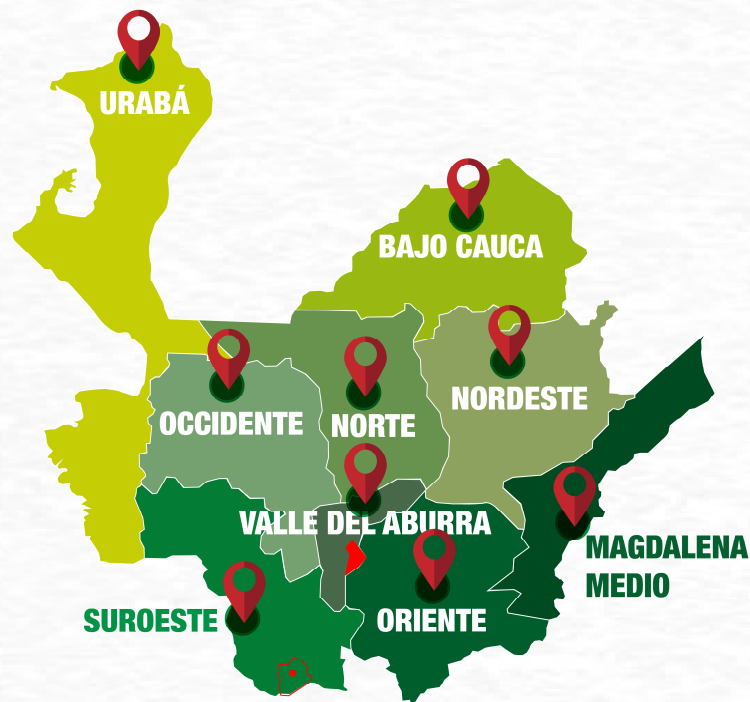 URABÁ
BAJO CAUCA
NORDESTE
OCCIDENTE
NORTE
VALLE DEL ABURRA
MAGDALENA
MEDIO
SUROESTE
ORIENTE